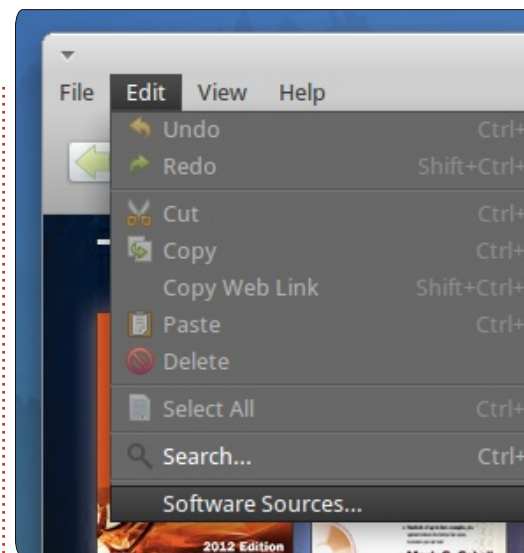 File Edit View Help
Undo Ctrl+
Redo Shift+Ctrl+
Cut Ctrl+
Copy Ctrl+
Copy Web Link Shift+Ctrl+
Paste Ctrl+
Delete
Select All Ctrl+
Search... Ctrl+
Software Sources...
2012 Edition